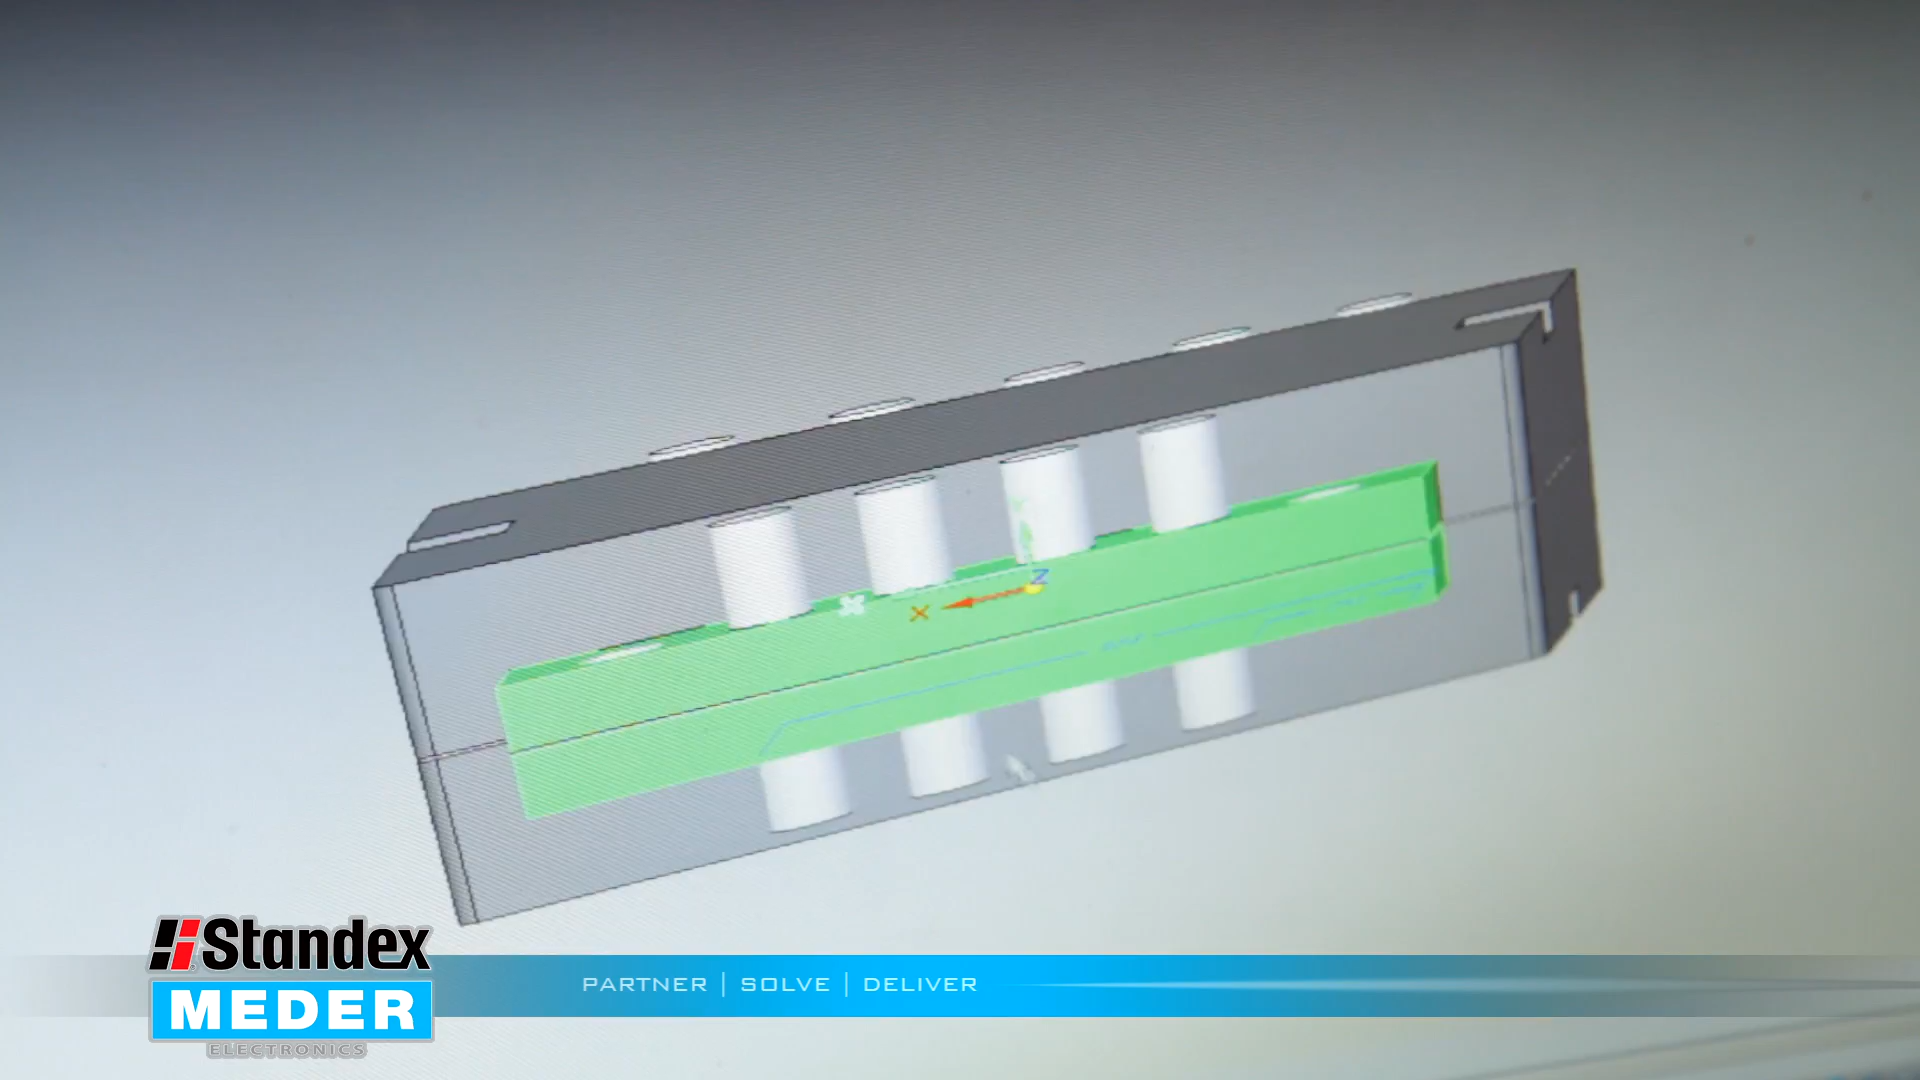 Z
X
Standex
MEDER
ELECTRONICS
PARTNER | SOLVE | DELIVER